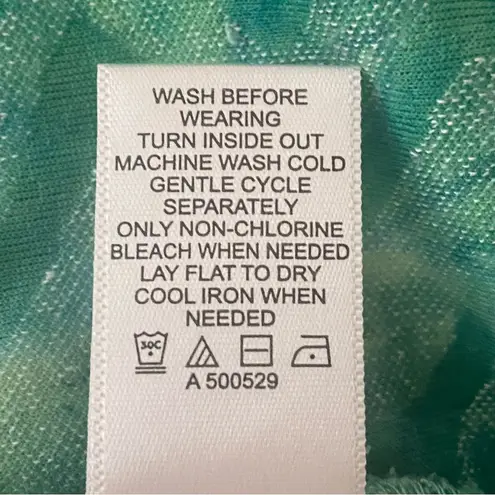 WASH BEFORE
WEARING
TURN INSIDE OUT
MACHINE WASH COLD
GENTLE CYCLE
SEPARATELY
ONLY NON-CHLORINE
BLEACH WHEN NEEDED
LAY FLAT TO DRY
COOL IRON WHEN
NEEDED
30C
A 500529